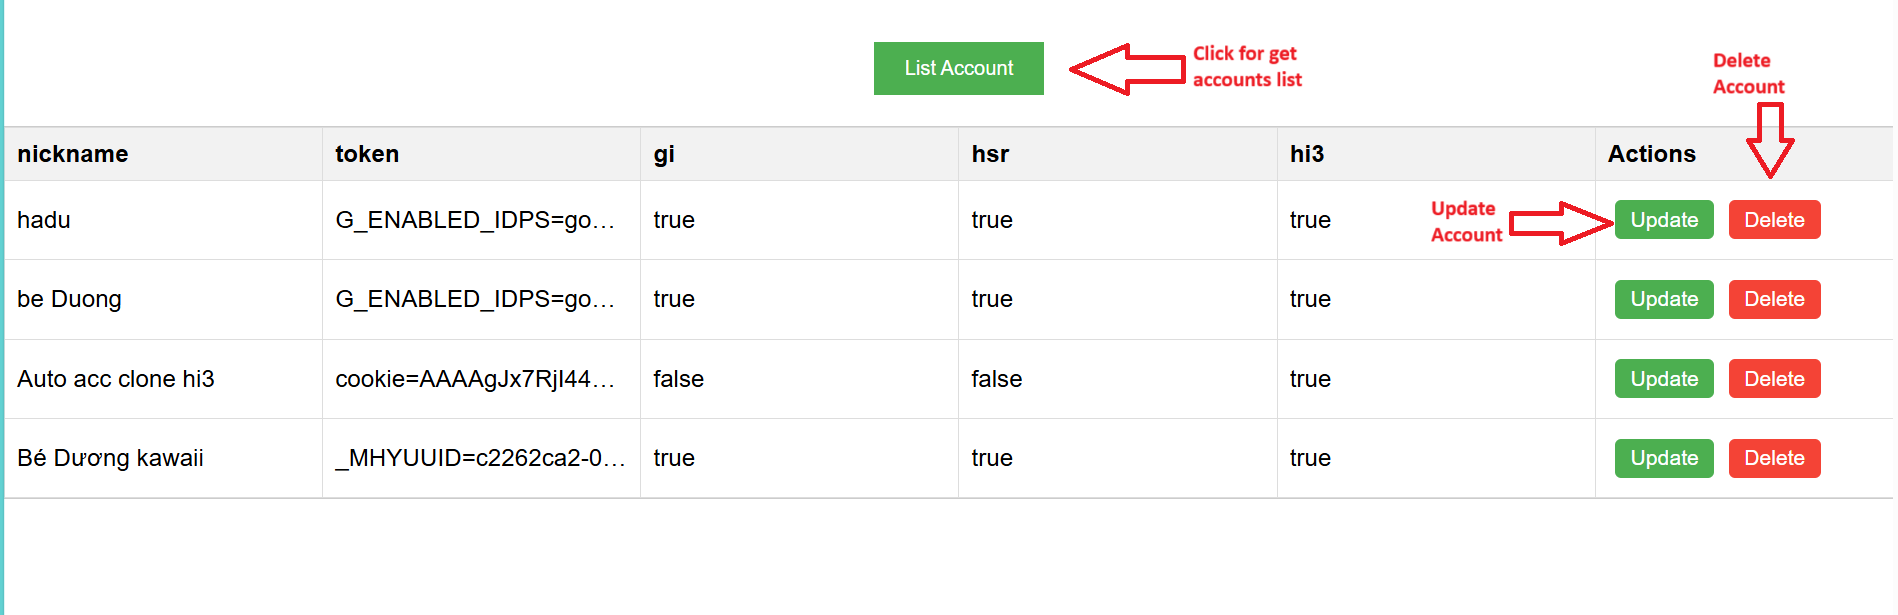 List Account
Click for get
accounts list
Delete
Account
nickname token gi hsr hi3 Actions
hadu G_ENABLED_IDPS=go... true true true Update Delete
Update
Account
be Duong G_ENABLED_IDPS=go... true true true Update Delete
Auto acc clone hi3 cookie=AAAAgJx7RjI44... false false true Update Delete
Bé Dương kawaii _MHYUUID=c2262ca2-0... true true true Update Delete